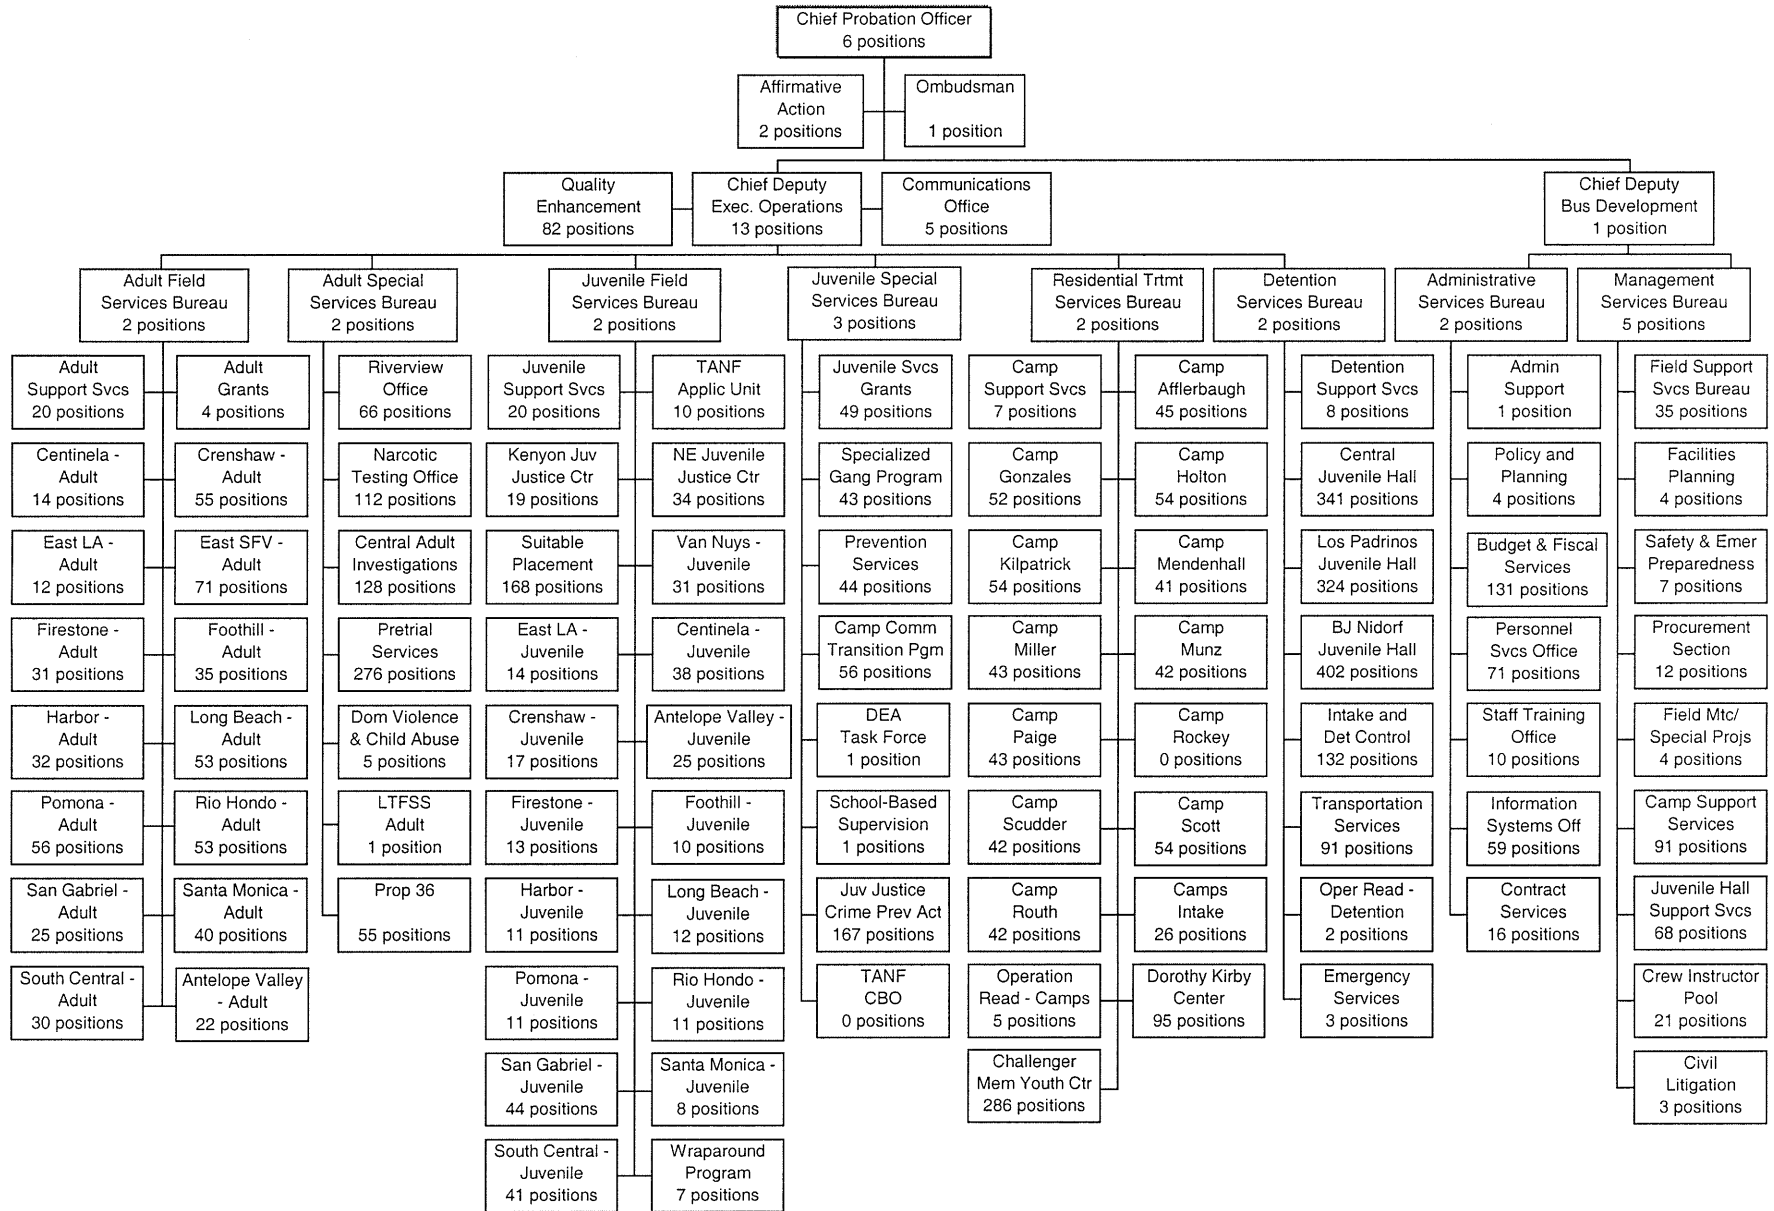 Chief Probation Officer
6 positions
Affirmative
Action
2 positions
Ombudsman
1 position
Quality
Enhancement
82 positions
Chief Deputy
Exec. Operations
13 positions
Communications
Office
5 positions
Chief Deputy
Bus Development
1 position
Adult Field
Services Bureau
2 positions
Adult Special
Services Bureau
2 positions
Juvenile Field
Services Bureau
2 positions
Juvenile Special
Services Bureau
3 positions
Residential Trtmt
Services Bureau
2 positions
Detention
Services Bureau
2 positions
Administrative
Services Bureau
2 positions
Management
Services Bureau
5 positions
Adult
Support Svcs
20 positions
Adult
Grants
4 positions
Centinela -
Adult
14 positions
Crenshaw -
Adult
55 positions
East LA -
Adult
12 positions
East SFV -
Adult
71 positions
Firestone -
Adult
31 positions
Foothill -
Adult
35 positions
Harbor -
Adult
32 positions
Long Beach -
Adult
53 positions
Pomona -
Adult
56 positions
Rio Hondo -
Adult
53 positions
San Gabriel -
Adult
25 positions
Santa Monica -
Adult
40 positions
South Central -
Adult
30 positions
Antelope Valley
- Adult
22 positions
Riverview
Office
66 positions
Narcotic
Testing Office
112 positions
Central Adult
Investigations
128 positions
Pretrial
Services
276 positions
Dom Violence
& Child Abuse
5 positions
LTFSS
Adult
1 position
Prop 36
55 positions
Juvenile
Support Svcs
20 positions
TANF
Applic Unit
10 positions
Kenyon Juv
Justice Ctr
19 positions
NE Juvenile
Justice Ctr
34 positions
Suitable
Placement
168 positions
Van Nuys -
Juvenile
31 positions
East LA -
Juvenile
14 positions
Centinela -
Juvenile
38 positions
Crenshaw -
Juvenile
17 positions
Antelope Valley -
Juvenile
25 positions
Firestone -
Juvenile
13 positions
Foothill -
Juvenile
10 positions
Harbor -
Juvenile
11 positions
Long Beach -
Juvenile
12 positions
Pomona -
Juvenile
11 positions
Rio Hondo -
Juvenile
11 positions
San Gabriel -
Juvenile
44 positions
Santa Monica -
Juvenile
8 positions
South Central -
Juvenile
41 positions
Wraparound
Program
7 positions
Juvenile Svcs
Grants
49 positions
Specialized
Gang Program
43 positions
Prevention
Services
44 positions
Camp Comm
Transition Pgm
56 positions
DEA
Task Force
1 position
School-Based
Supervision
1 positions
Juv Justice
Crime Prev Act
167 positions
TANF
CBO
0 positions
Camp
Support Svcs
7 positions
Camp
Afflerbaugh
45 positions
Camp
Gonzales
52 positions
Camp
Holton
54 positions
Camp
Kilpatrick
54 positions
Camp
Mendenhall
41 positions
Camp
Miller
43 positions
Camp
Munz
42 positions
Camp
Paige
43 positions
Camp
Rockey
0 positions
Camp
Scudder
42 positions
Camp
Scott
54 positions
Camp
Routh
42 positions
Camps
Intake
26 positions
Operation
Read - Camps
5 positions
Dorothy Kirby
Center
95 positions
Challenger
Mem Youth Ctr
286 positions
Detention
Support Svcs
8 positions
Central
Juvenile Hall
341 positions
Los Padrinos
Juvenile Hall
324 positions
BJ Nidorf
Juvenile Hall
402 positions
Intake and
Det Control
132 positions
Transportation
Services
91 positions
Oper Read -
Detention
2 positions
Emergency
Services
3 positions
Admin
Support
1 position
Policy and
Planning
4 positions
Budget & Fiscal
Services
131 positions
Personnel
Svcs Office
71 positions
Staff Training
Office
10 positions
Information
Systems Off
59 positions
Contract
Services
16 positions
Field Support
Svcs Bureau
35 positions
Facilities
Planning
4 positions
Safety & Emer
Preparedness
7 positions
Procurement
Section
12 positions
Field Mtc/
Special Projs
4 positions
Camp Support
Services
91 positions
Juvenile Hall
Support Svcs
68 positions
Crew Instructor
Pool
21 positions
Civil
Litigation
3 positions